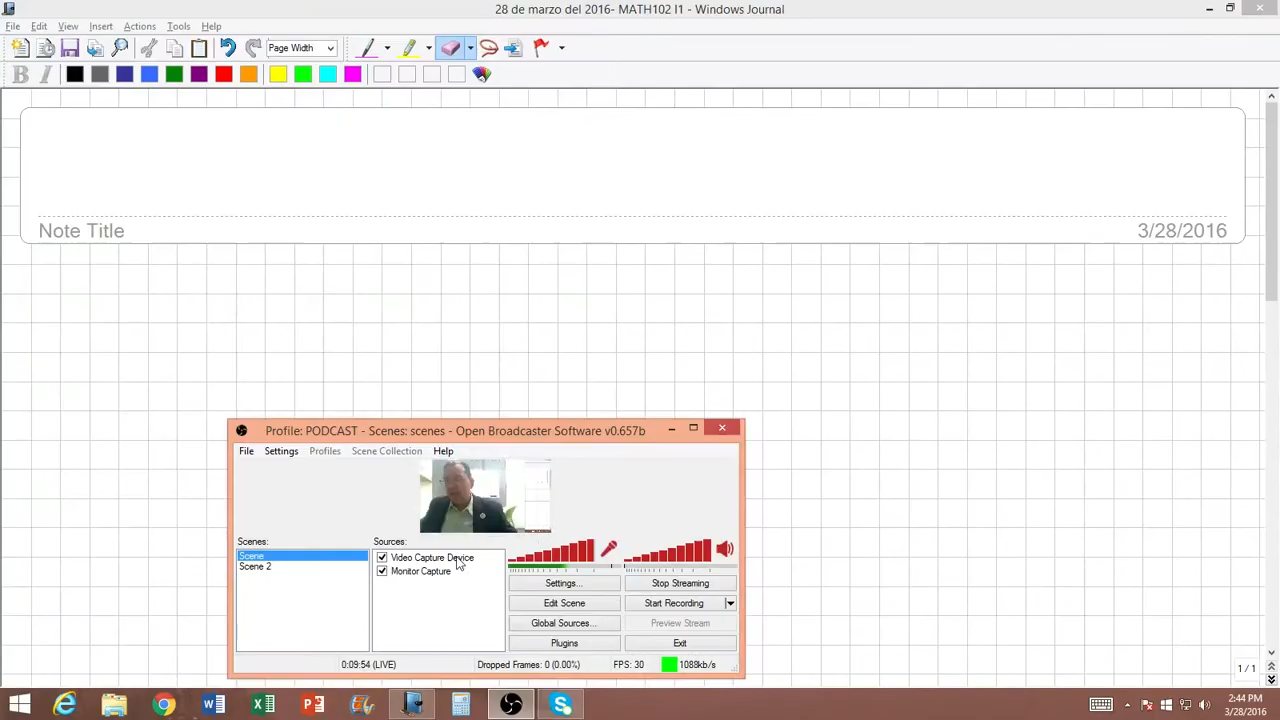 28 de marzo del 2016- MATH102 I1 - Windows Journal
File Edit View Insert Actions Tools Help
Page Width
B I
Note Title 3/28/2016
Profile: PODCAST - Scenes: scenes - Open Broadcaster Software v0.657b
File Settings Profiles Scene Collection Help
Scenes: Sources:
Scene
Scene 2
Video Capture Device
Monitor Capture
Settings... Stop Streaming
Edit Scene Start Recording
Global Sources... Preview Stream
Plugins Exit
0:09:54 (LIVE) Dropped Frames: 0 (0.00%) FPS: 30 1088kb/s
1 / 1
2:44 PM
3/28/2016